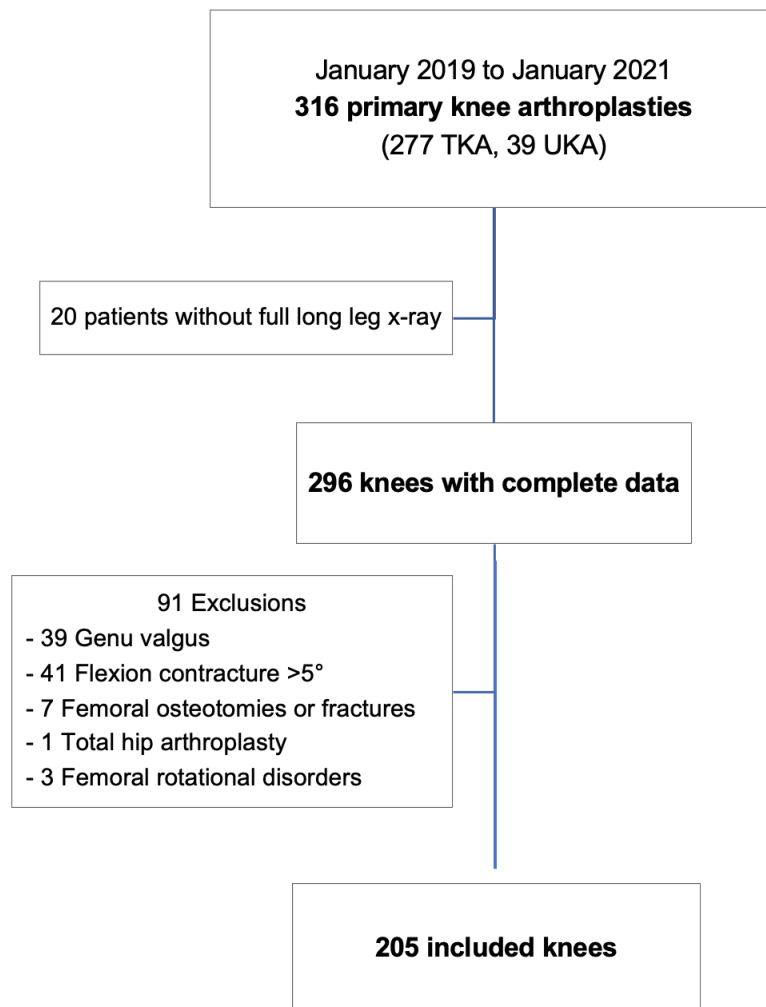 January 2019 to January 2021
316 primary knee arthroplasties
(277 TKA, 39 UKA)
20 patients without full long leg x-ray
296 knees with complete data
91 Exclusions
- 39 Genu valgus
- 41 Flexion contracture >5°
- 7 Femoral osteotomies or fractures
- 1 Total hip arthroplasty
- 3 Femoral rotational disorders
205 included knees